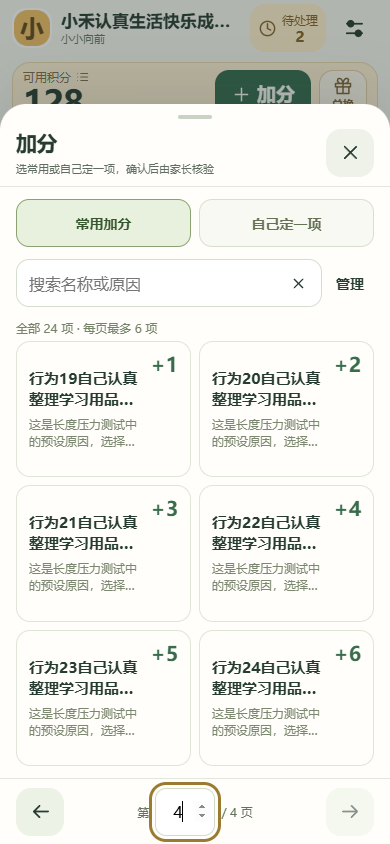 小
小禾认真生活快乐成...
小小向前
待处理
2
可用积分
128
+ 加分
兑换
加分
选常用或自己定一项，确认后由家长核验
常用加分
自己定一项
搜索名称或原因
管理
全部 24 项 · 每页最多 6 项
行为19自己认真
整理学习用品...
+1
这是长度压力测试中
的预设原因，选择...
行为20自己认真
整理学习用品...
+2
这是长度压力测试中
的预设原因，选择...
行为21自己认真
整理学习用品...
+3
这是长度压力测试中
的预设原因，选择...
行为22自己认真
整理学习用品...
+4
这是长度压力测试中
的预设原因，选择...
行为23自己认真
整理学习用品...
+5
这是长度压力测试中
的预设原因，选择...
行为24自己认真
整理学习用品...
+6
这是长度压力测试中
的预设原因，选择...
第 4 / 4 页